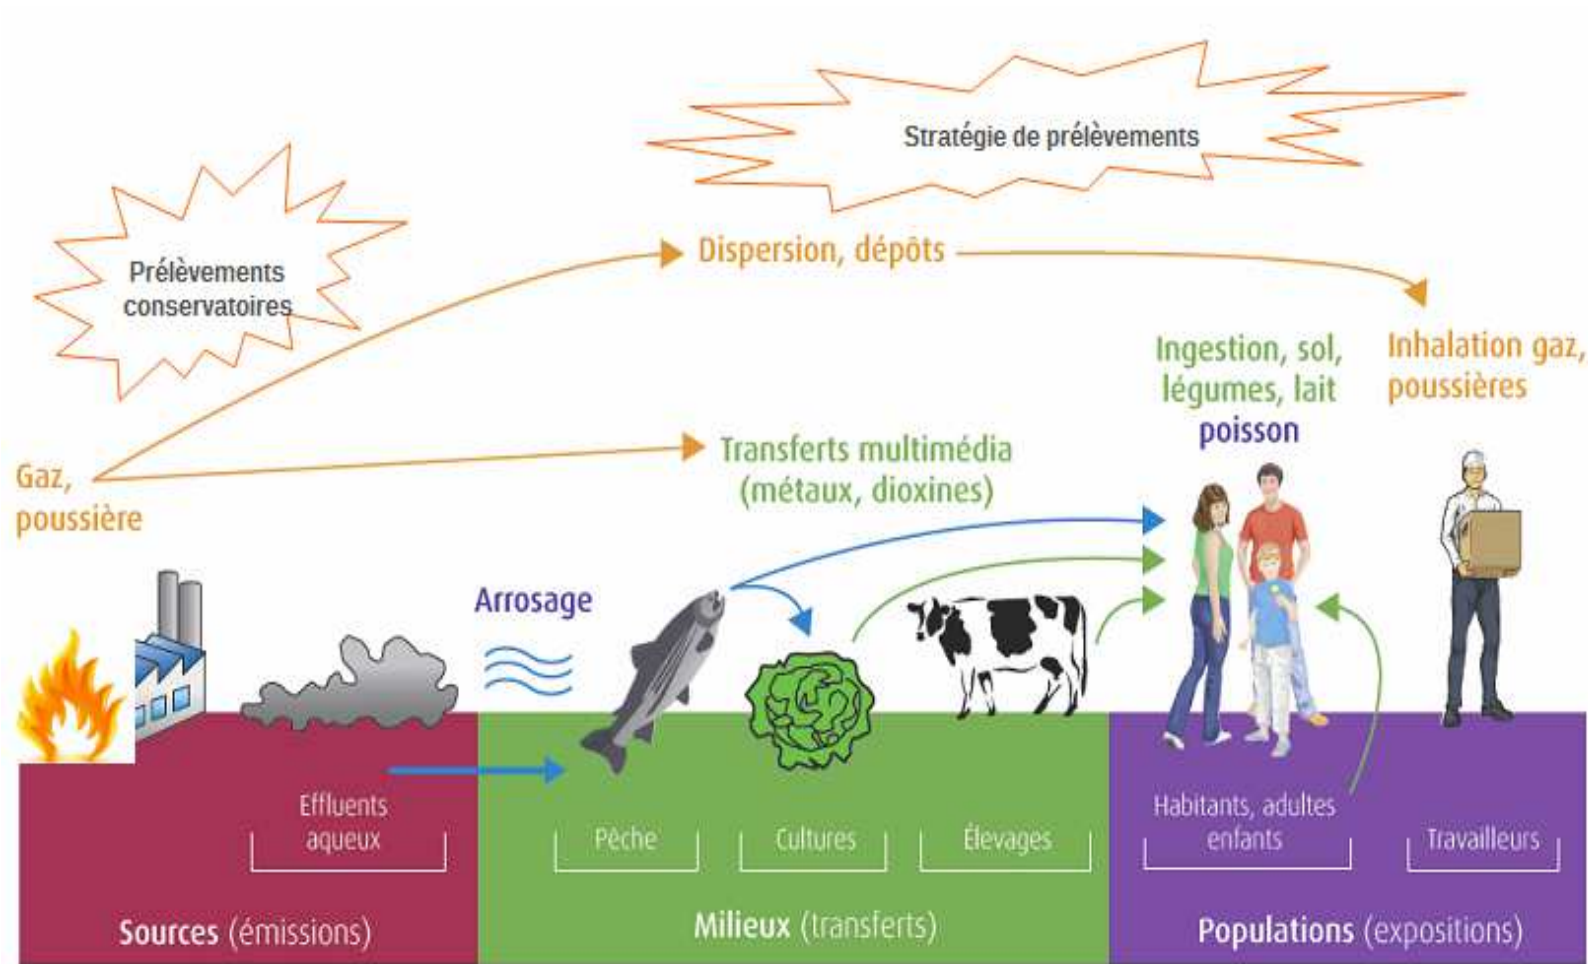 Stratégie de prélèvements
Prélèvements
conservatoires
Dispersion, dépôts
Ingestion, sol,
légumes, lait
poisson
Inhalation gaz,
poussières
Gaz,
poussière
Transferts multimédia
(métaux, dioxines)
Arrosage
Effluents
aqueux
Pêche
Cultures
Élevages
Habitants, adultes
enfants
Travailleurs
Sources (émissions)
Milieux (transferts)
Populations (expositions)